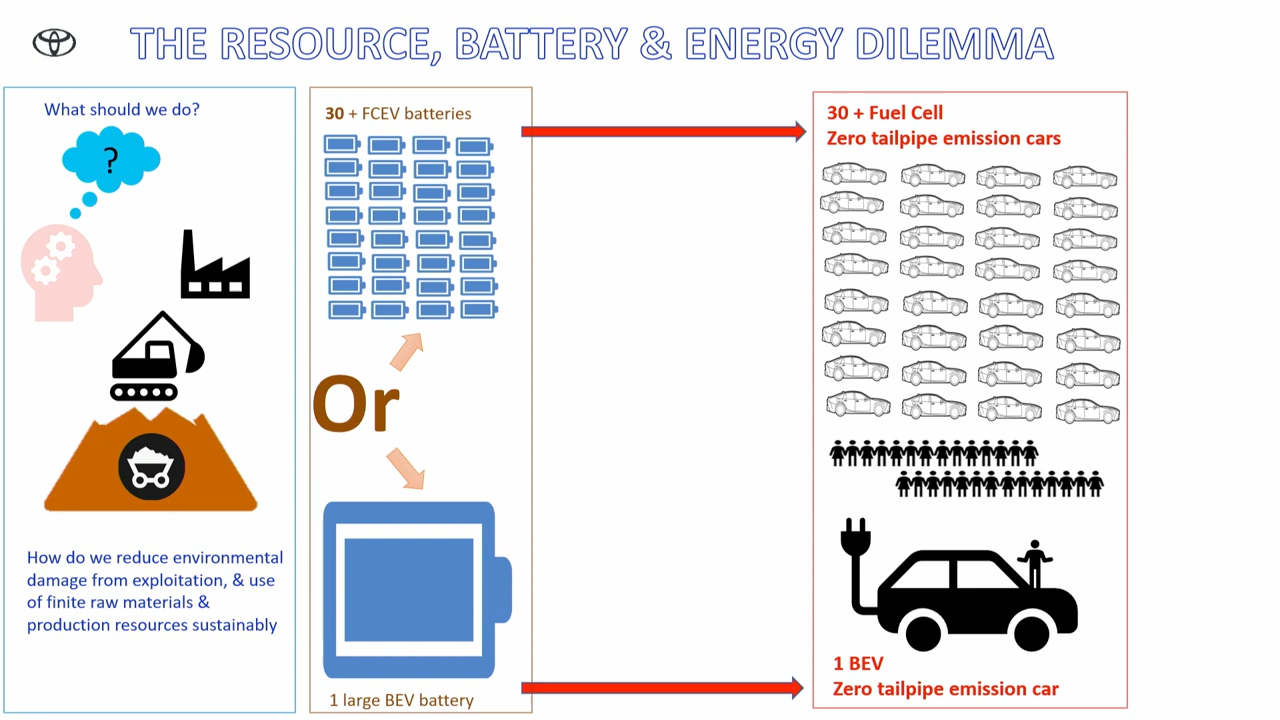 THE RESOURCE, BATTERY & ENERGY DILEMMA
What should we do?
?
How do we reduce environmental
damage from exploitation, & use
of finite raw materials &
production resources sustainably
30 + FCEV batteries
Or
1 large BEV battery
30 + Fuel Cell
Zero tailpipe emission cars
1 BEV
Zero tailpipe emission car